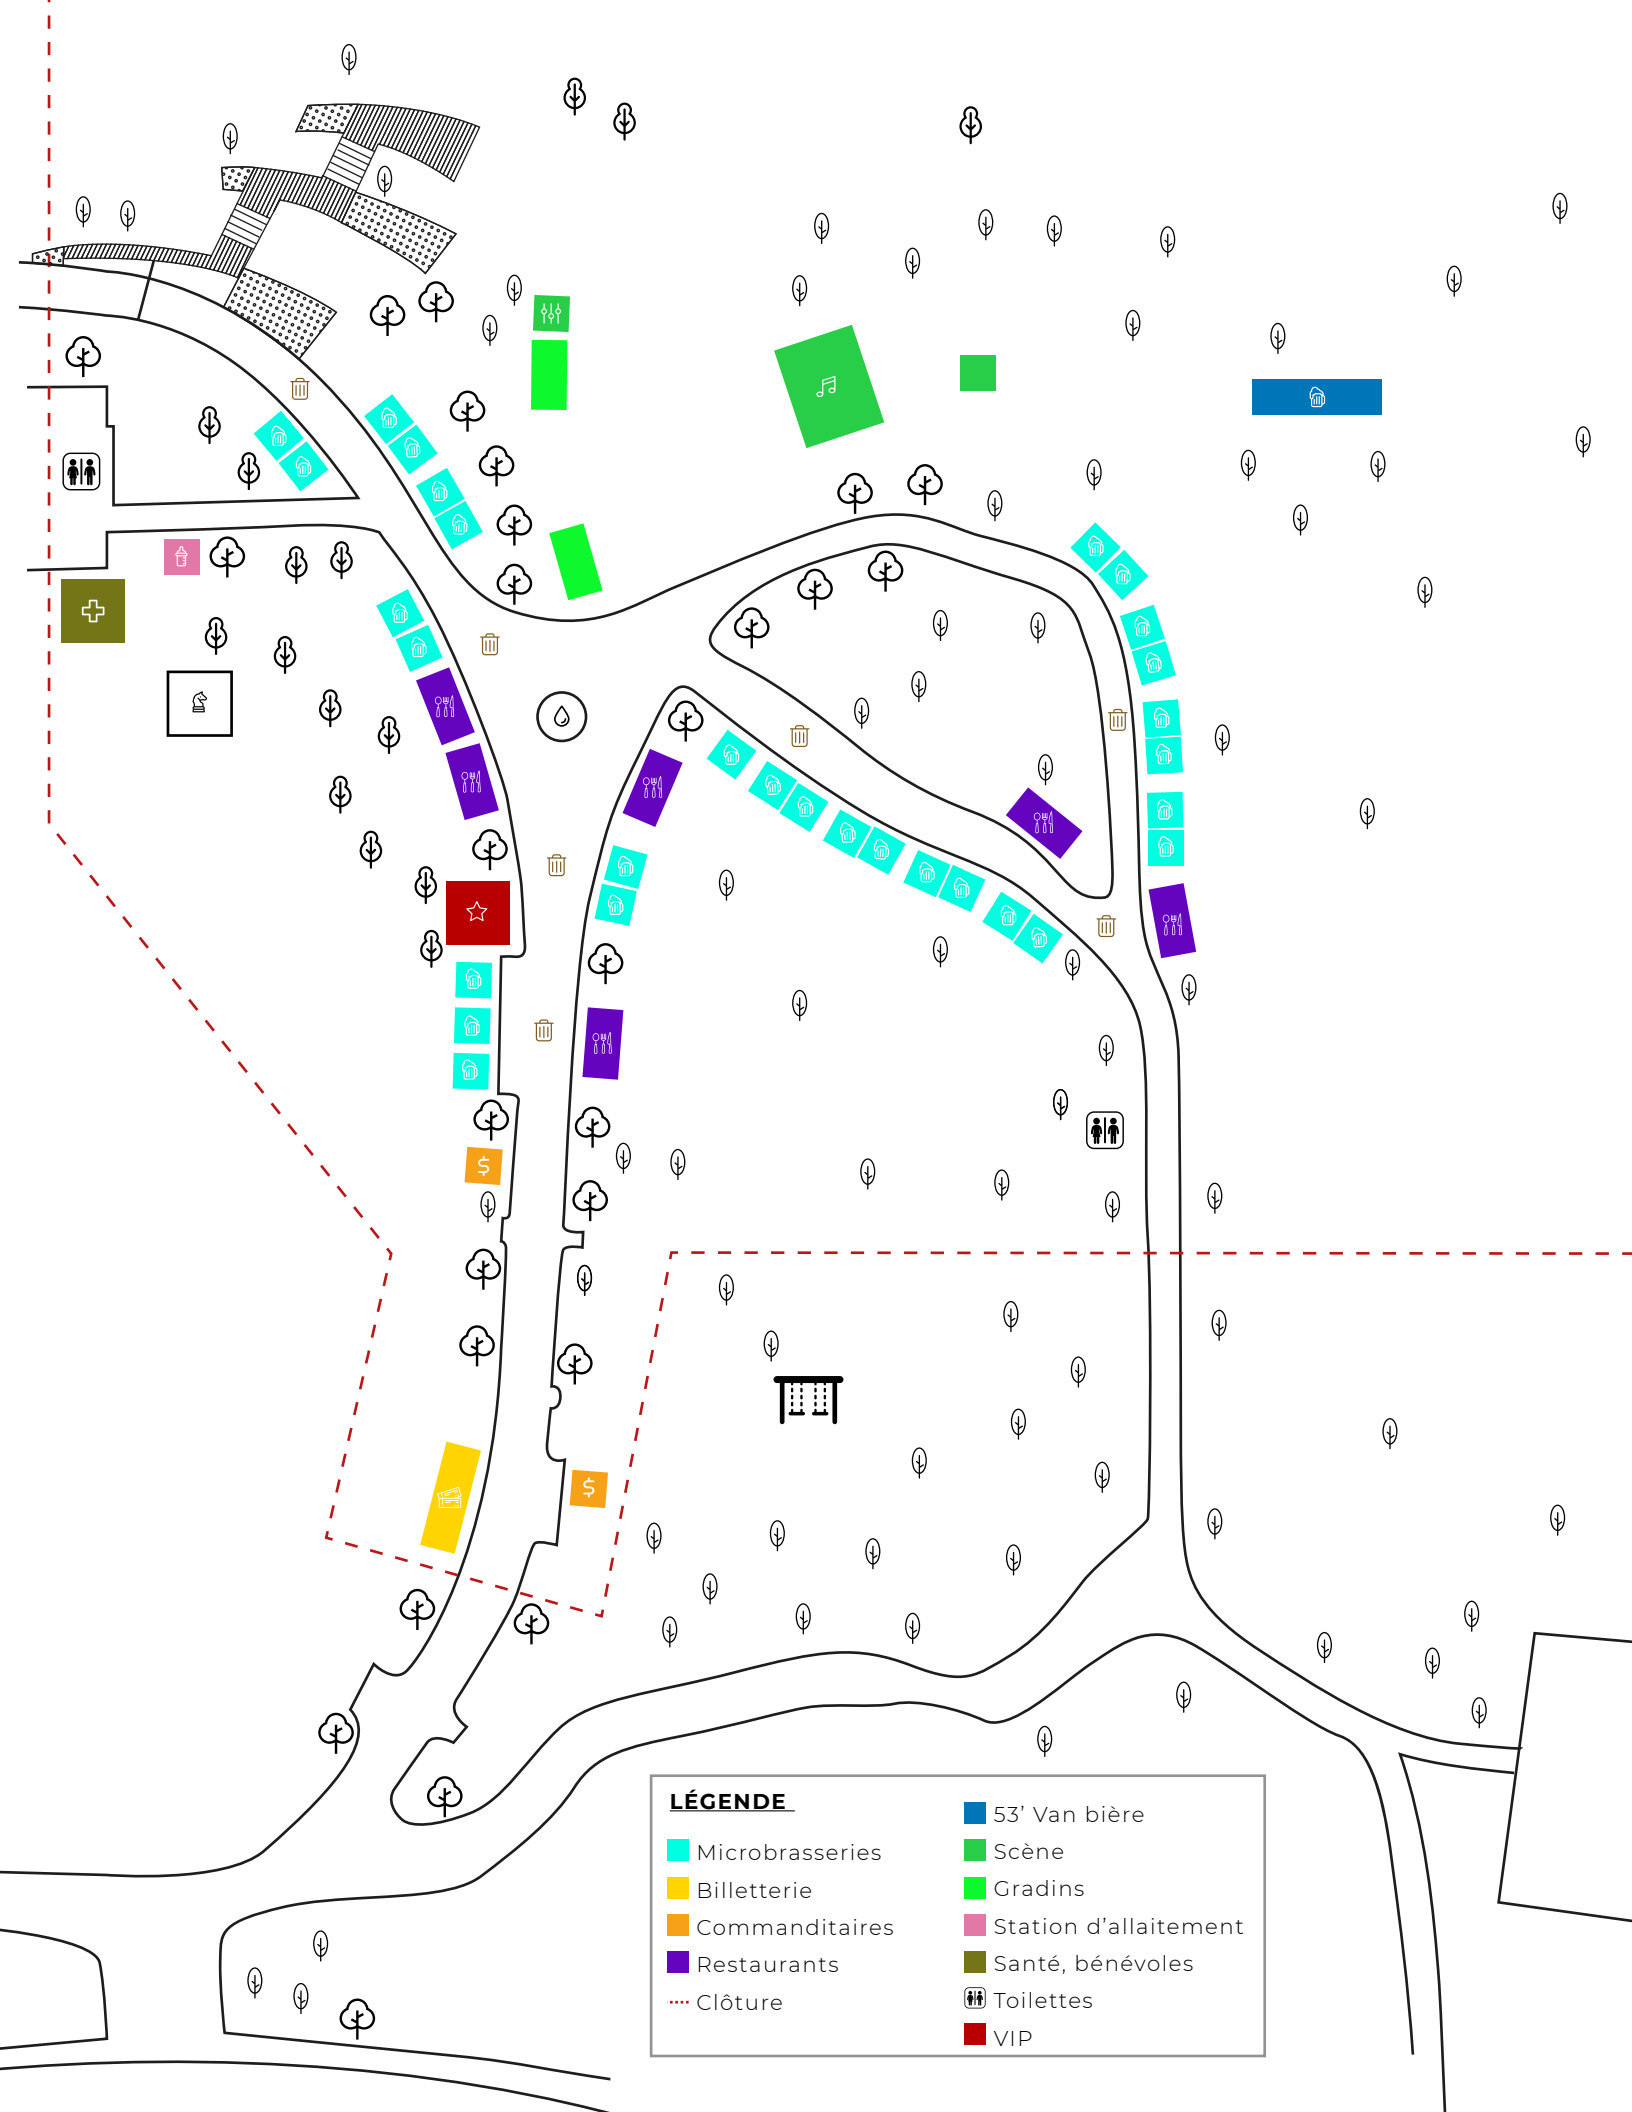 $
$
LÉGENDE
Microbrasseries
Billetterie
Commanditaires
Restaurants
Clôture
53’ Van bière
Scène
Gradins
Station d’allaitement
Santé, bénévoles
Toilettes
VIP